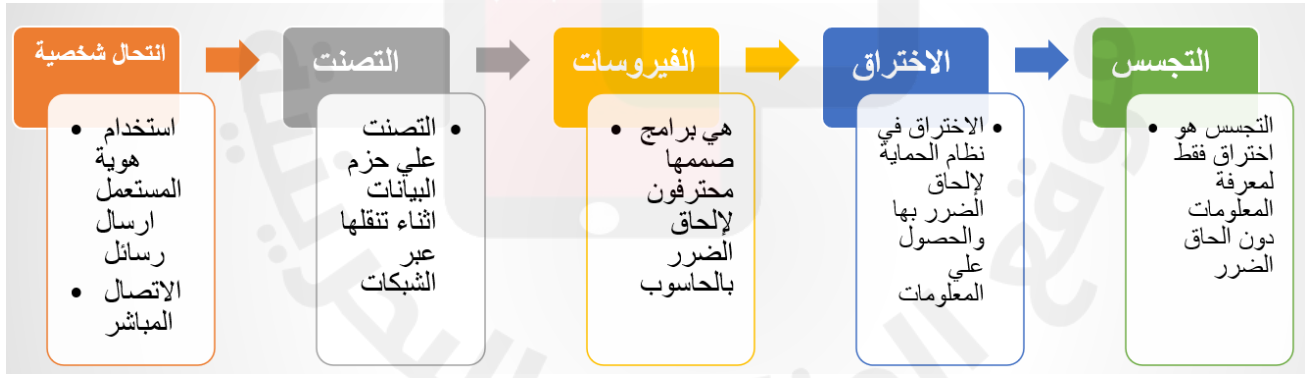 انتحال شخصية
استخدام
هوية
المستعمل
ارسال
رسائل
الاتصال
المباشر
التصنت
التصنت
علي حزم
البيانات
اثناء تنقلها
عبر
الشبكات
الفيروسات
هي برامج
صممها
محترفون
لإلحاق
الضرر
بالحاسوب
الاختراق
الاختراق في
نظام الحماية
لإلحاق
الضرر بها
والحصول
علي
المعلومات
التجسس
التجسس هو
اختراق فقط
لمعرفة
المعلومات
دون الحاق
الضرر